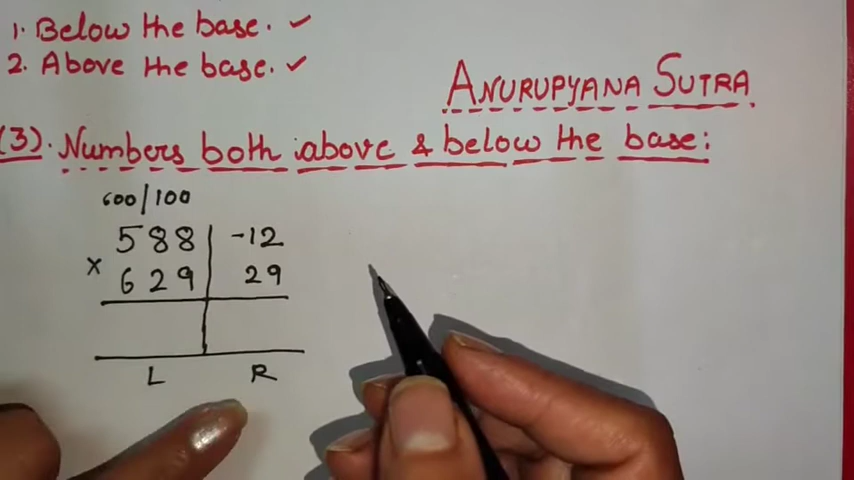 1. Below the base. ✓
2. Above the base. ✓
ANURUPYANA SUTRA
(3). Numbers both above & below the base:
600/100
588 | -12
x 629 | 29
L R